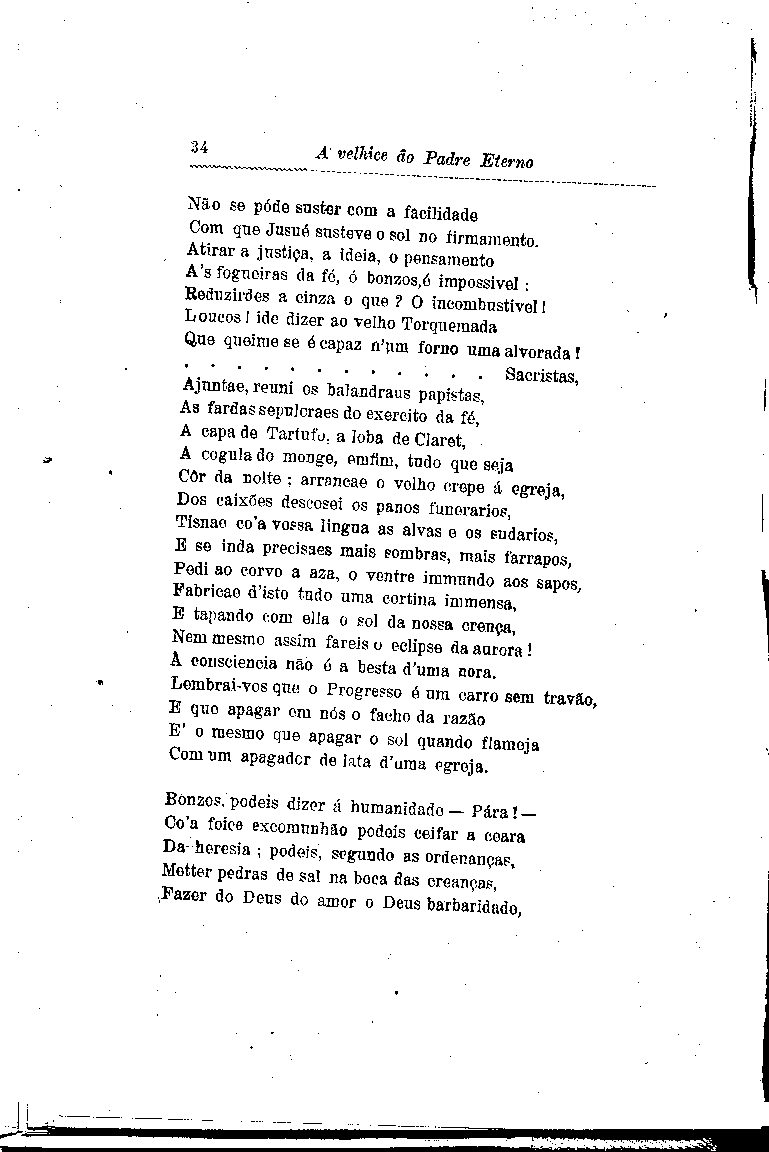 34 A velhice do Padre Eterno
Não se póde suster com a facilidade
Com que Jusué susteve o sol no firmamento.
Atirar a justiça, a ideia, o pensamento
A's fogueiras da fé, ó bonzos, é impossivel:
Reduzirdes a cinza o que? O incombustivel!
Loucos! ide dizer ao velho Torquemada
Que queime se é capaz n'um forno uma alvorada!
. . . . . . . . . . . . Sacristas,
Ajuntae, reuni os balandraus papistas,
As fardas sepulcraes do exercito da fé,
A capa de Tartufo, a loba de Claret,
A cogula do monge, emfim, tudo que seja
Côr da noite; arrancae o velho crepe á egreja,
Dos caixões descosei os panos funerarios,
Tisnae co'a vossa lingua as alvas e os sudarios,
E se inda precisaes mais sombras, mais farrapos,
Pedi ao corvo a aza, o ventre immundo aos sapos,
Fabricae d'isto tudo uma cortina immensa,
E tapando com ella o sol da nossa crença,
Nem mesmo assim fareis o eclipse da aurora!
A consciencia não é a besta d'uma nora.
Lembrai-vos que o Progresso é um carro sem travão,
E que apagar em nós o facho da razão
E' o mesmo que apagar o sol quando flameja
Com um apagador de lata d'uma egreja.

Bonzos, podeis dizer á humanidade — Pára! —
Co'a foice excomunhão podeis ceifar a ceara
Da heresia; podeis, segundo as ordenanças,
Metter pedras de sal na boca das creanças,
Fazer do Deus do amor o Deus barbaridade,